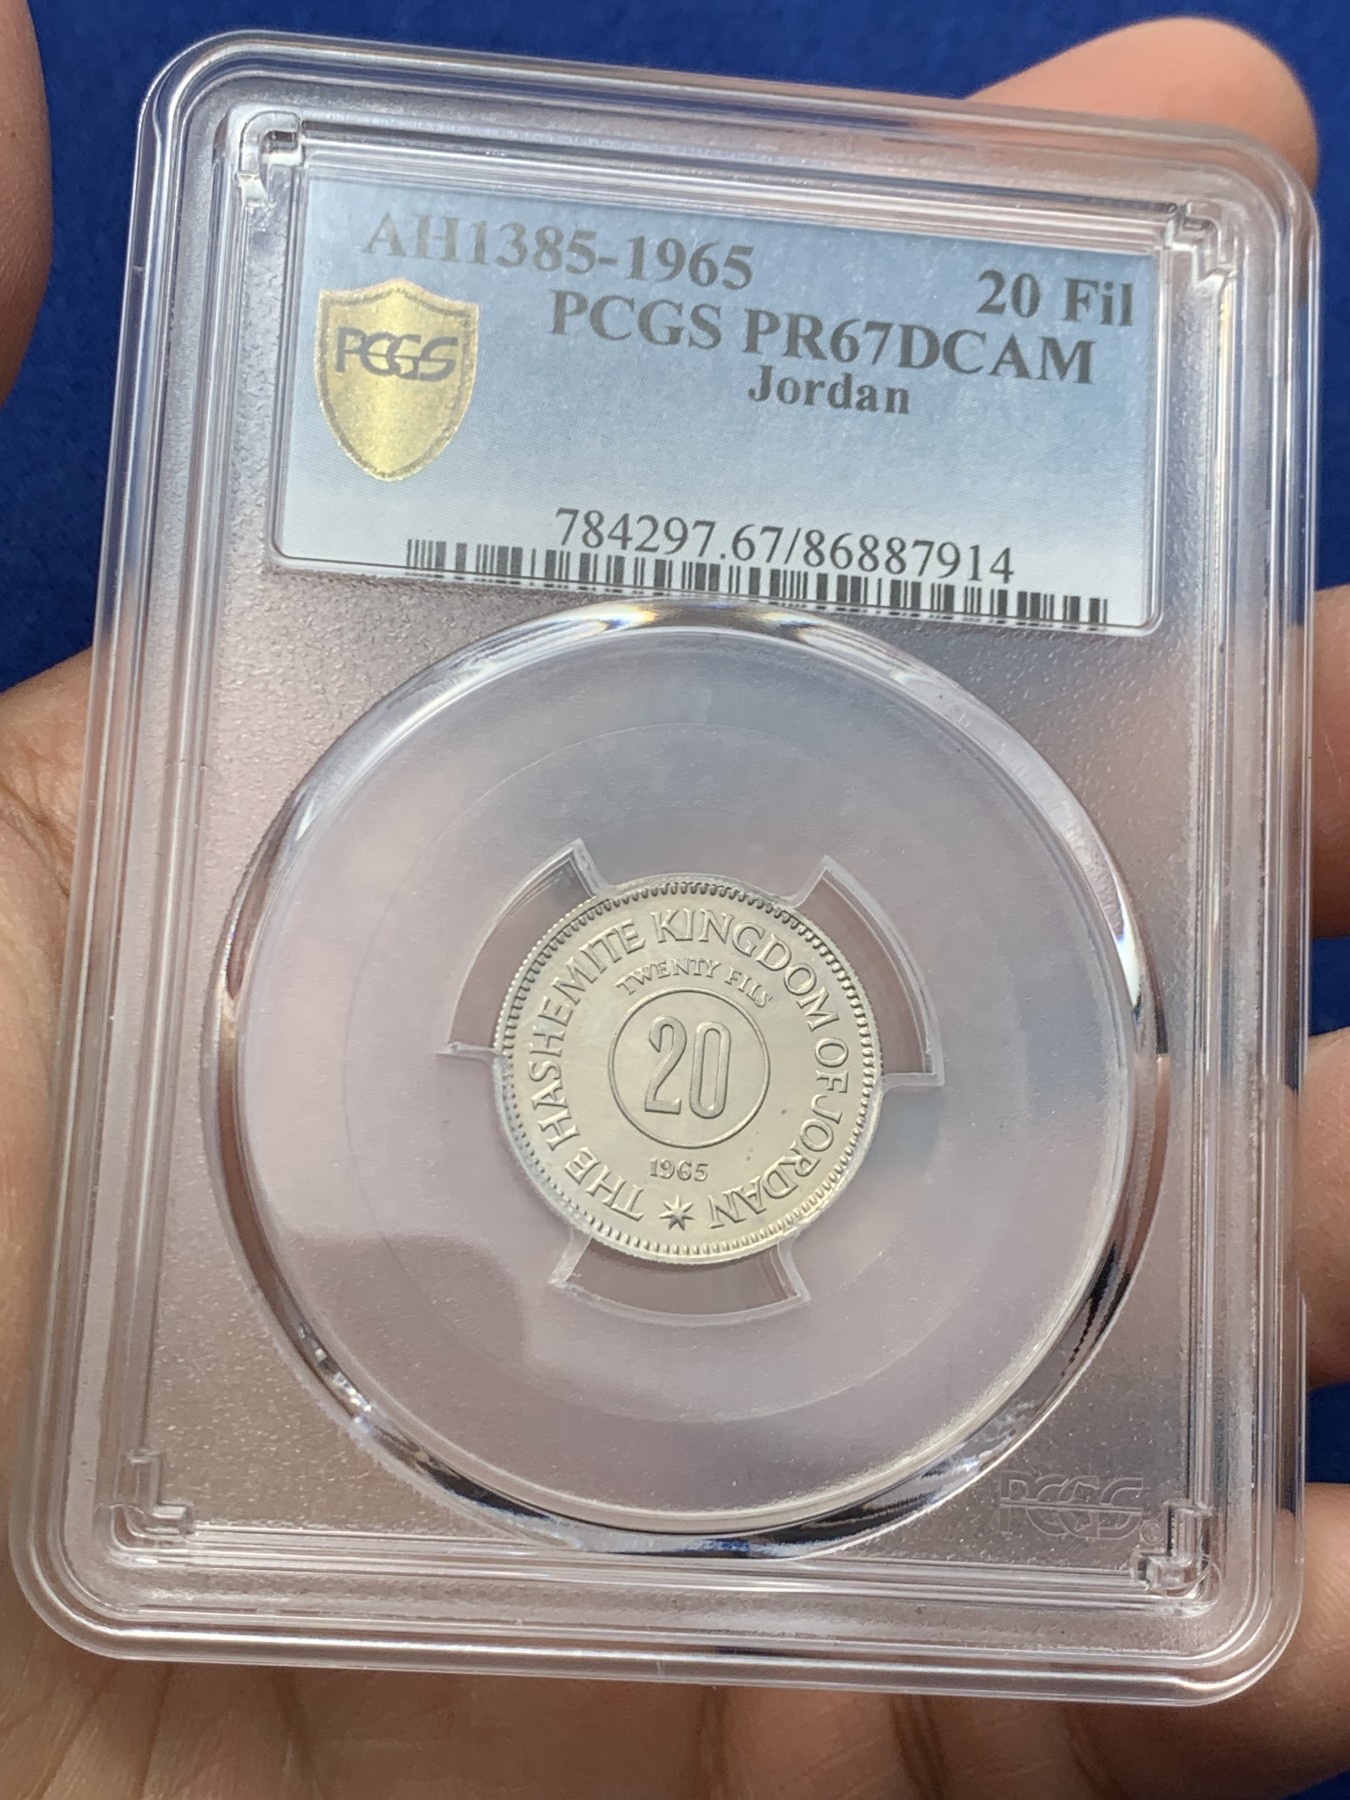 AH1385-1965
20 Fil
PCGS PR67DCAM
Jordan
PCGS
784297.67/86887914
THE HASHEMITE KINGDOM OF JORDAN
TWENTY FILS
20
1965
PCGS